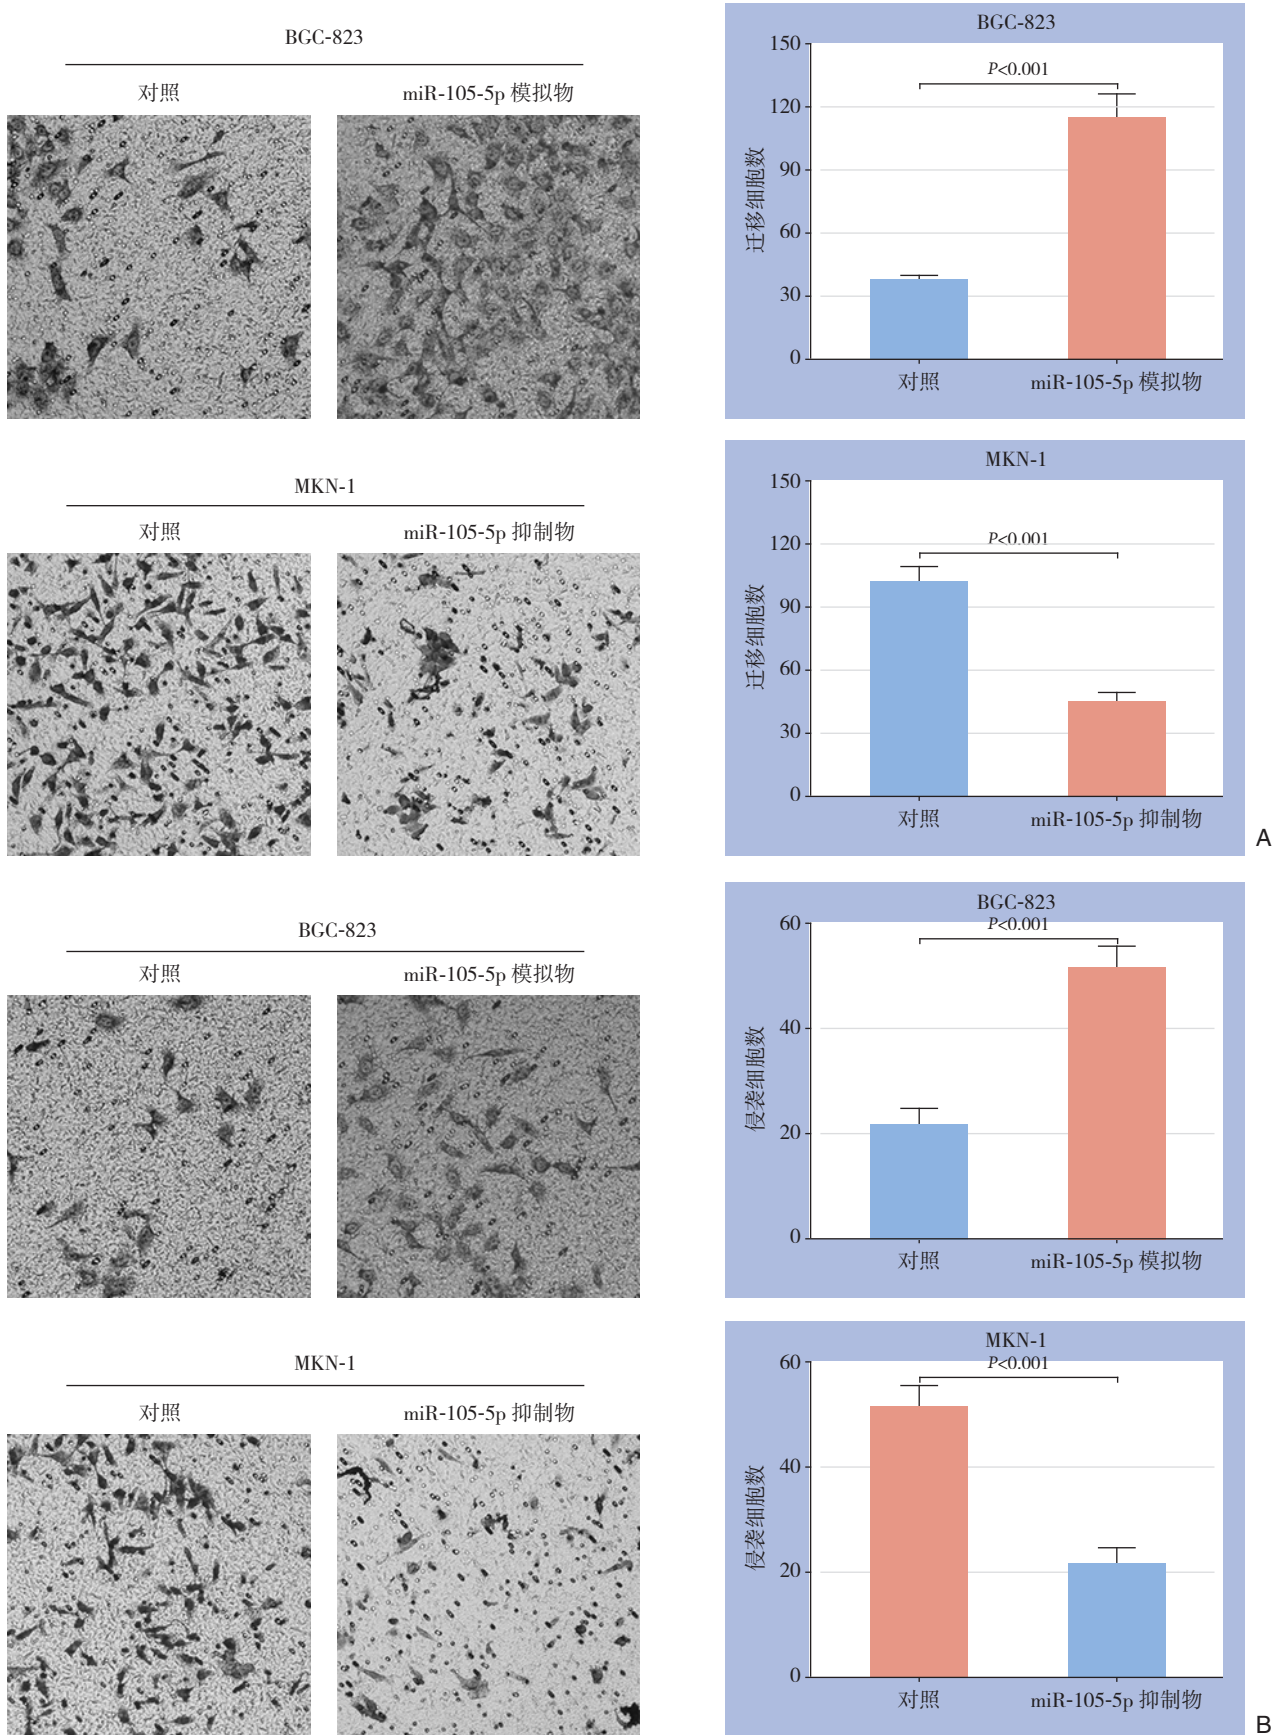 BGC-823
对照
miR-105-5p 模拟物
BGC-823
150
120
90
60
30
0
迁移细胞数
P<0.001
对照
miR-105-5p 模拟物
MKN-1
对照
miR-105-5p 抑制物
MKN-1
150
120
90
60
30
0
迁移细胞数
P<0.001
对照
miR-105-5p 抑制物
A
BGC-823
对照
miR-105-5p 模拟物
BGC-823
60
40
20
0
侵袭细胞数
P<0.001
对照
miR-105-5p 模拟物
MKN-1
对照
miR-105-5p 抑制物
MKN-1
60
40
20
0
侵袭细胞数
P<0.001
对照
miR-105-5p 抑制物
B